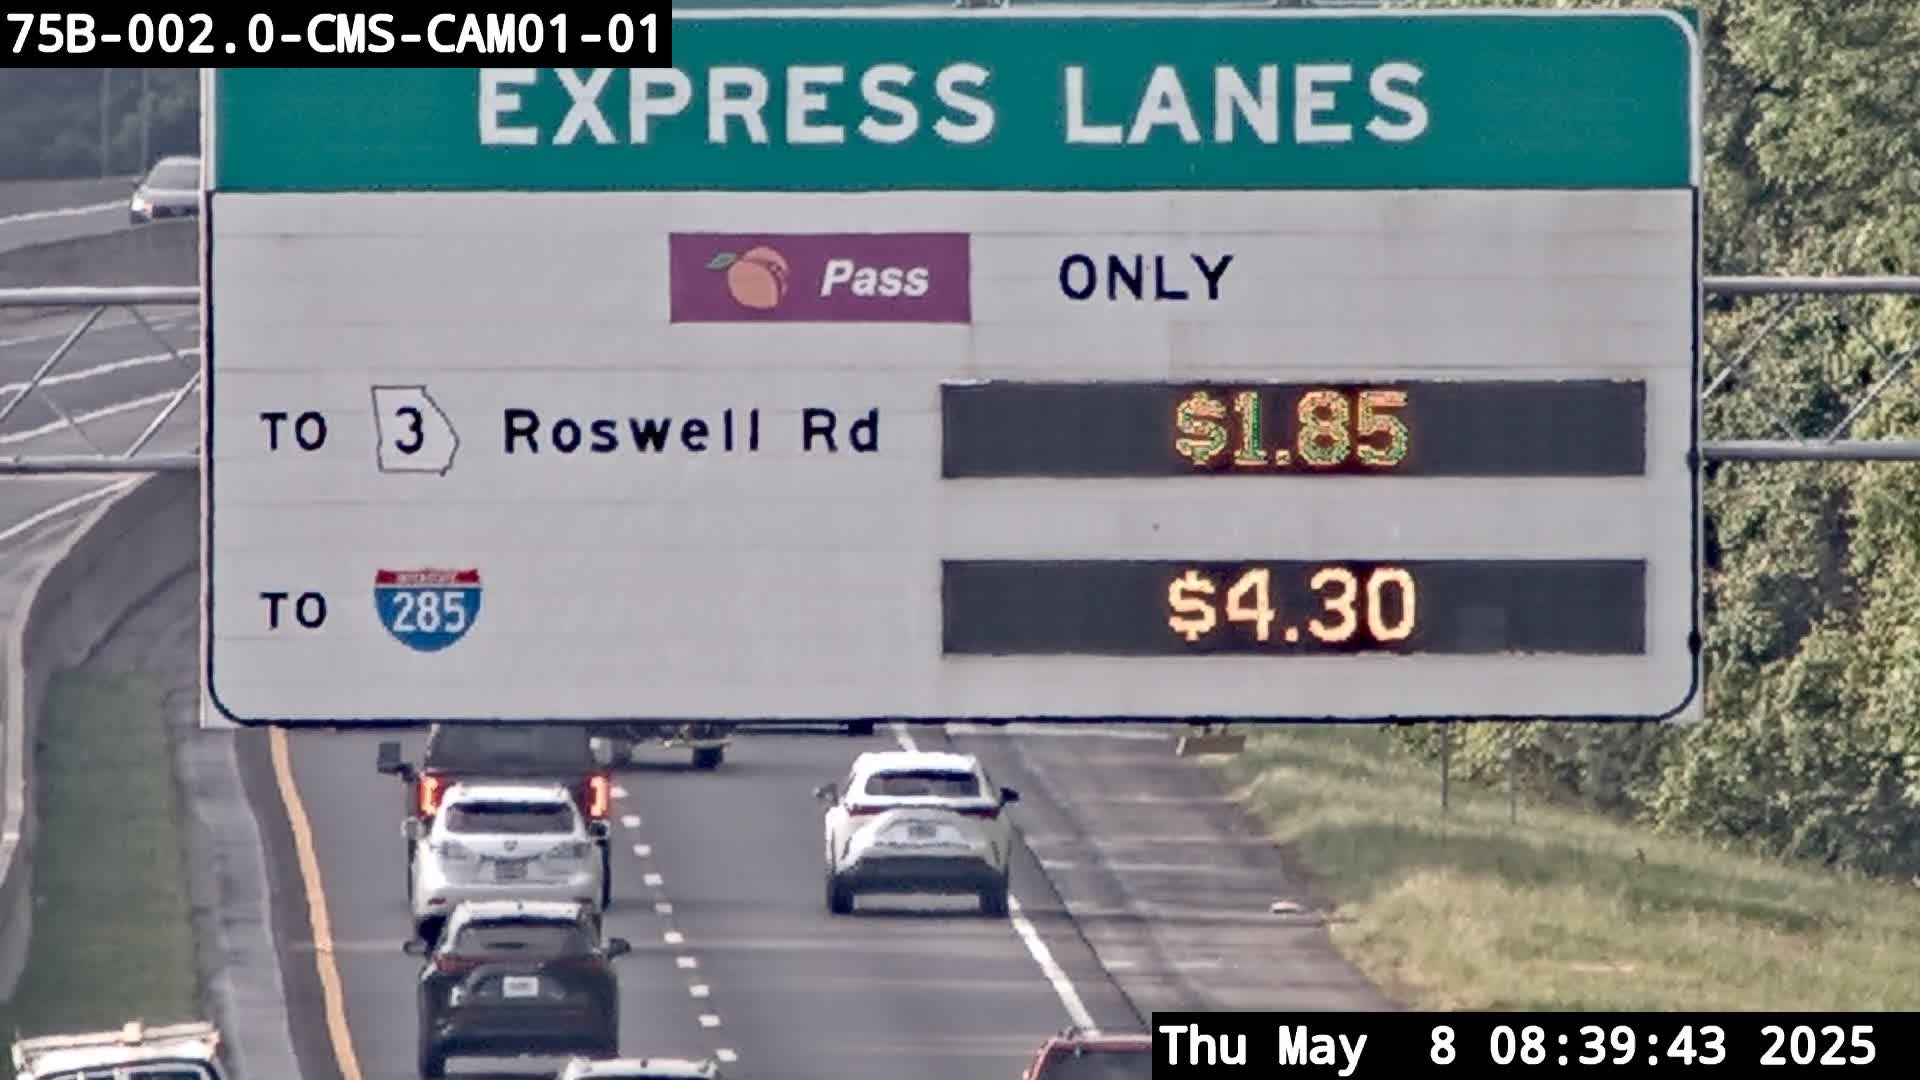 75B-002.0-CMS-CAM01-01
EXPRESS LANES
Pass ONLY
TO 3 Roswell Rd $1.85
TO 285 $4.30
Thu May 8 08:39:43 2025